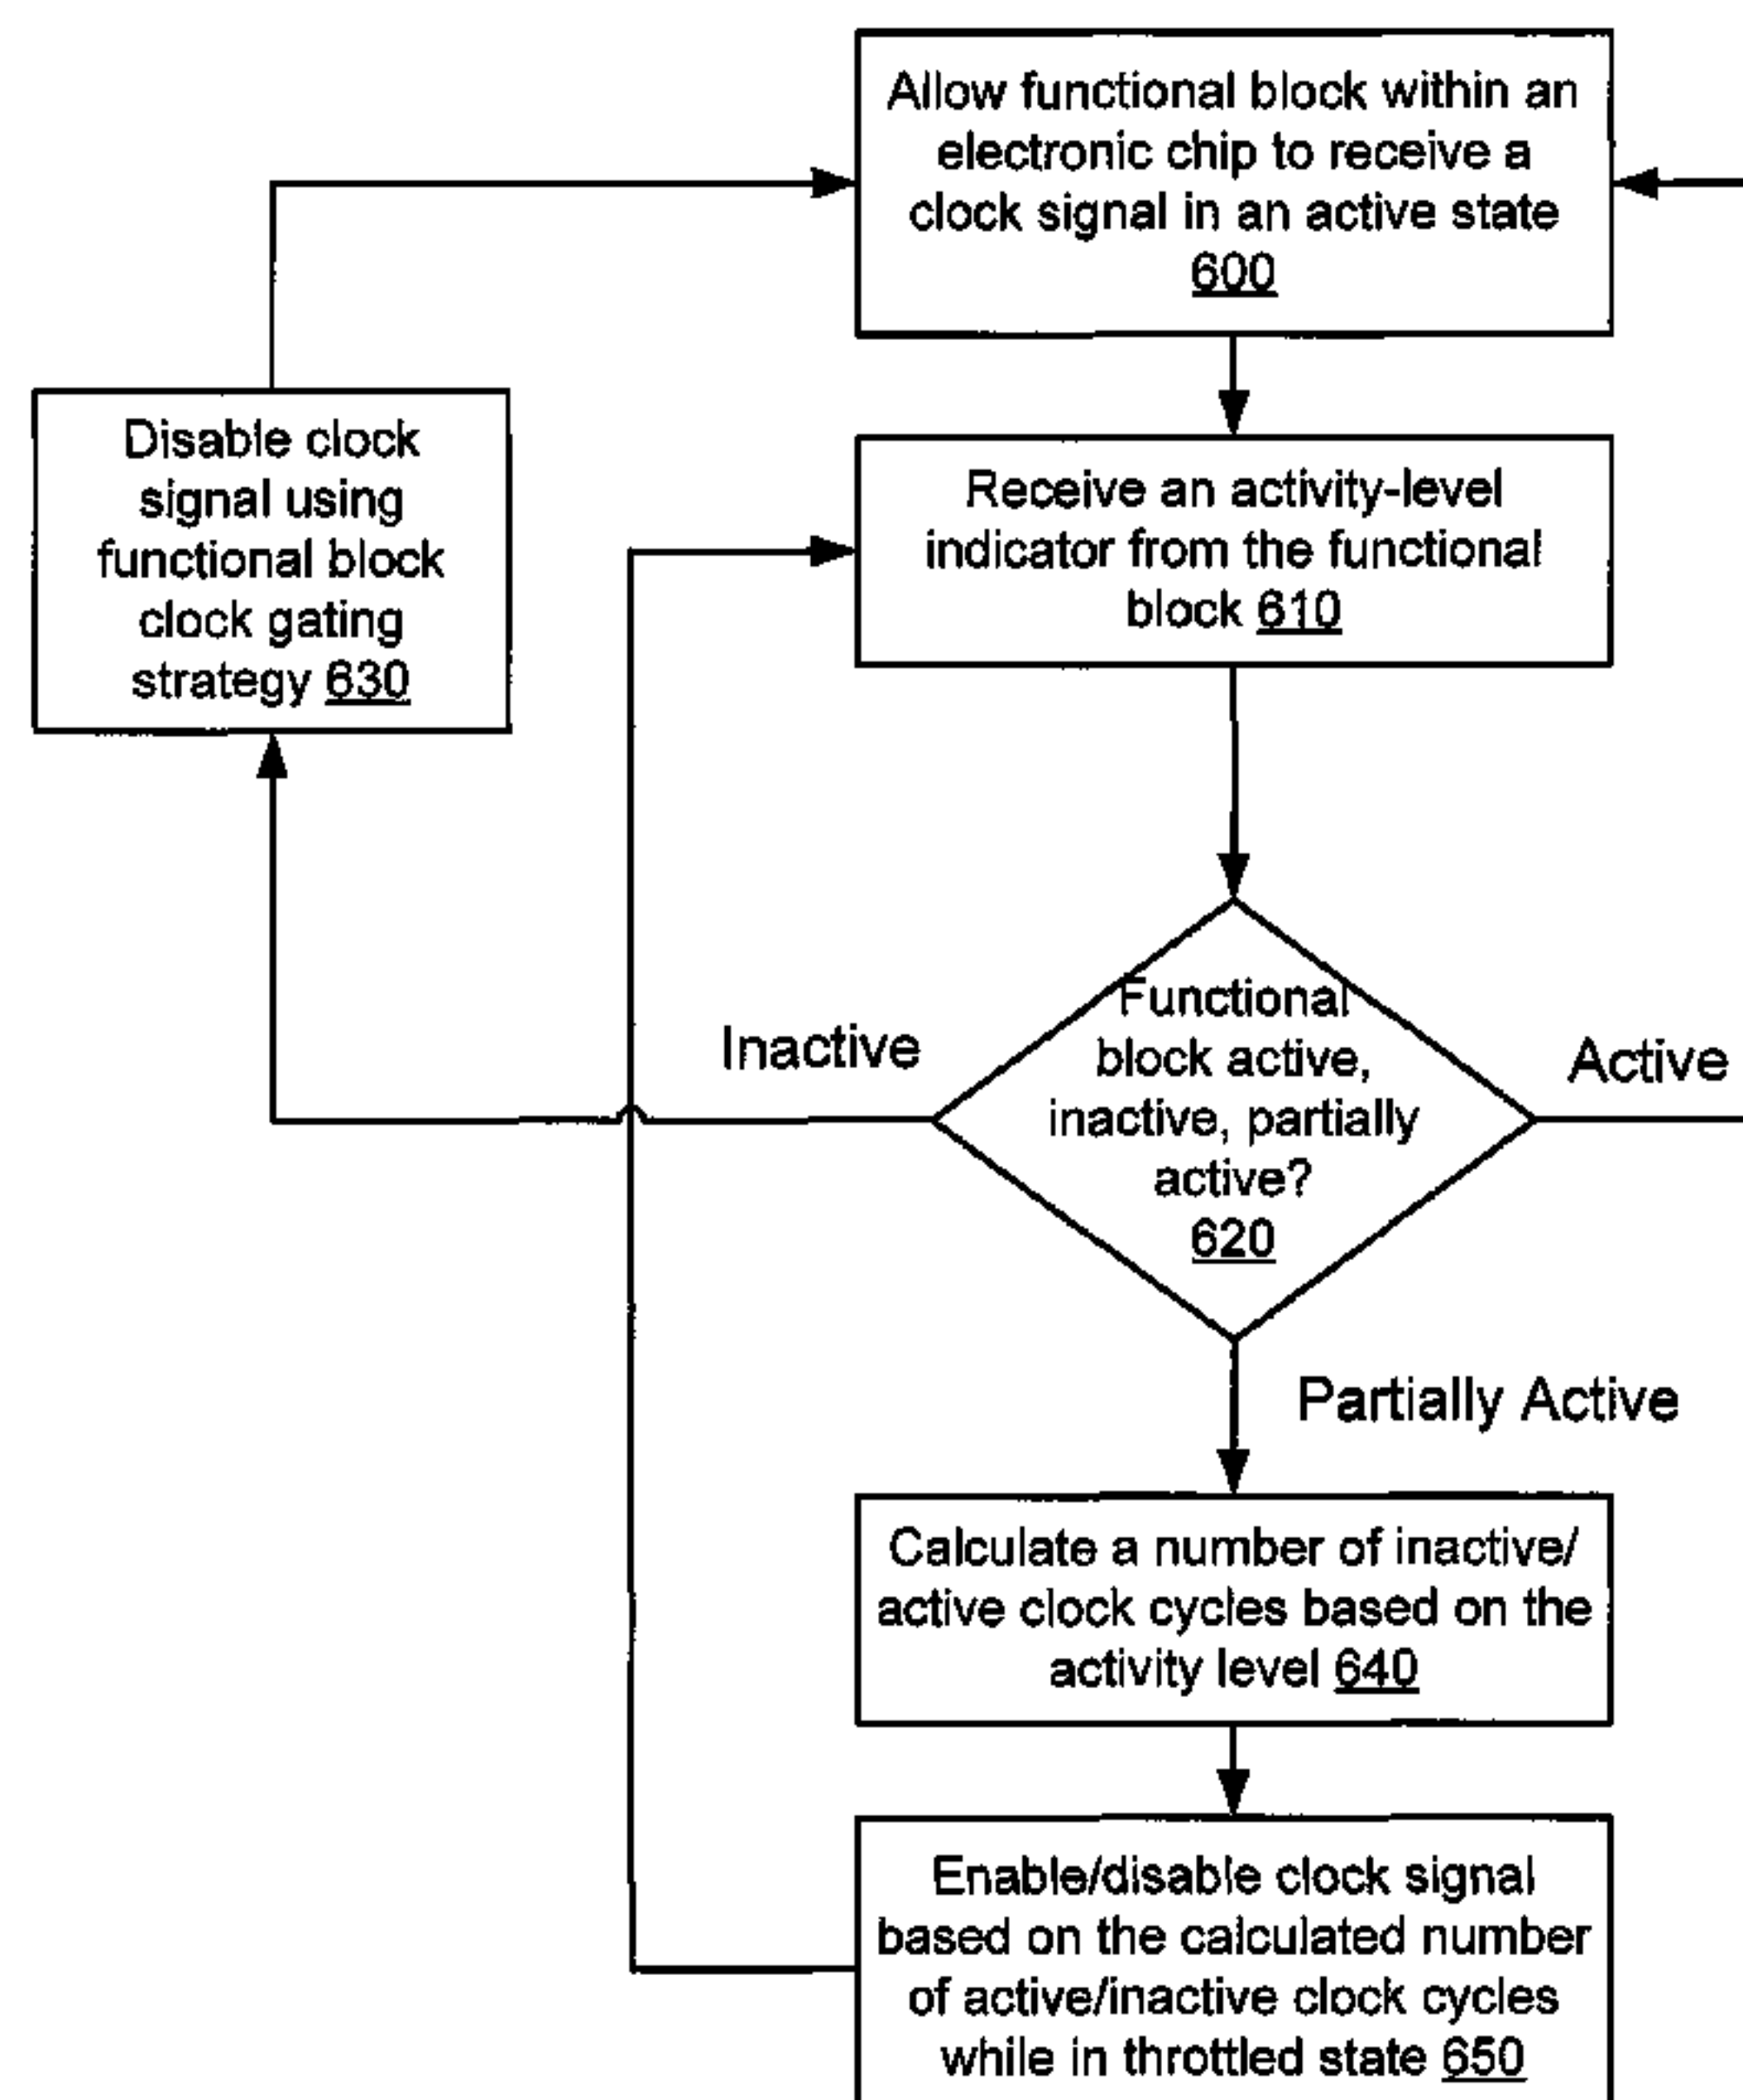 Allow functional block within an
electronic chip to receive a
clock signal in an active state
600
Disable clock
signal using
functional block
clock gating
strategy 630
Receive an activity-level
indicator from the functional
block 610
Functional
block active,
inactive, partially
active?
620
Inactive
Active
Partially Active
Calculate a number of inactive/
active clock cycles based on the
activity level 640
Enable/disable clock signal
based on the calculated number
of active/inactive clock cycles
while in throttled state 650